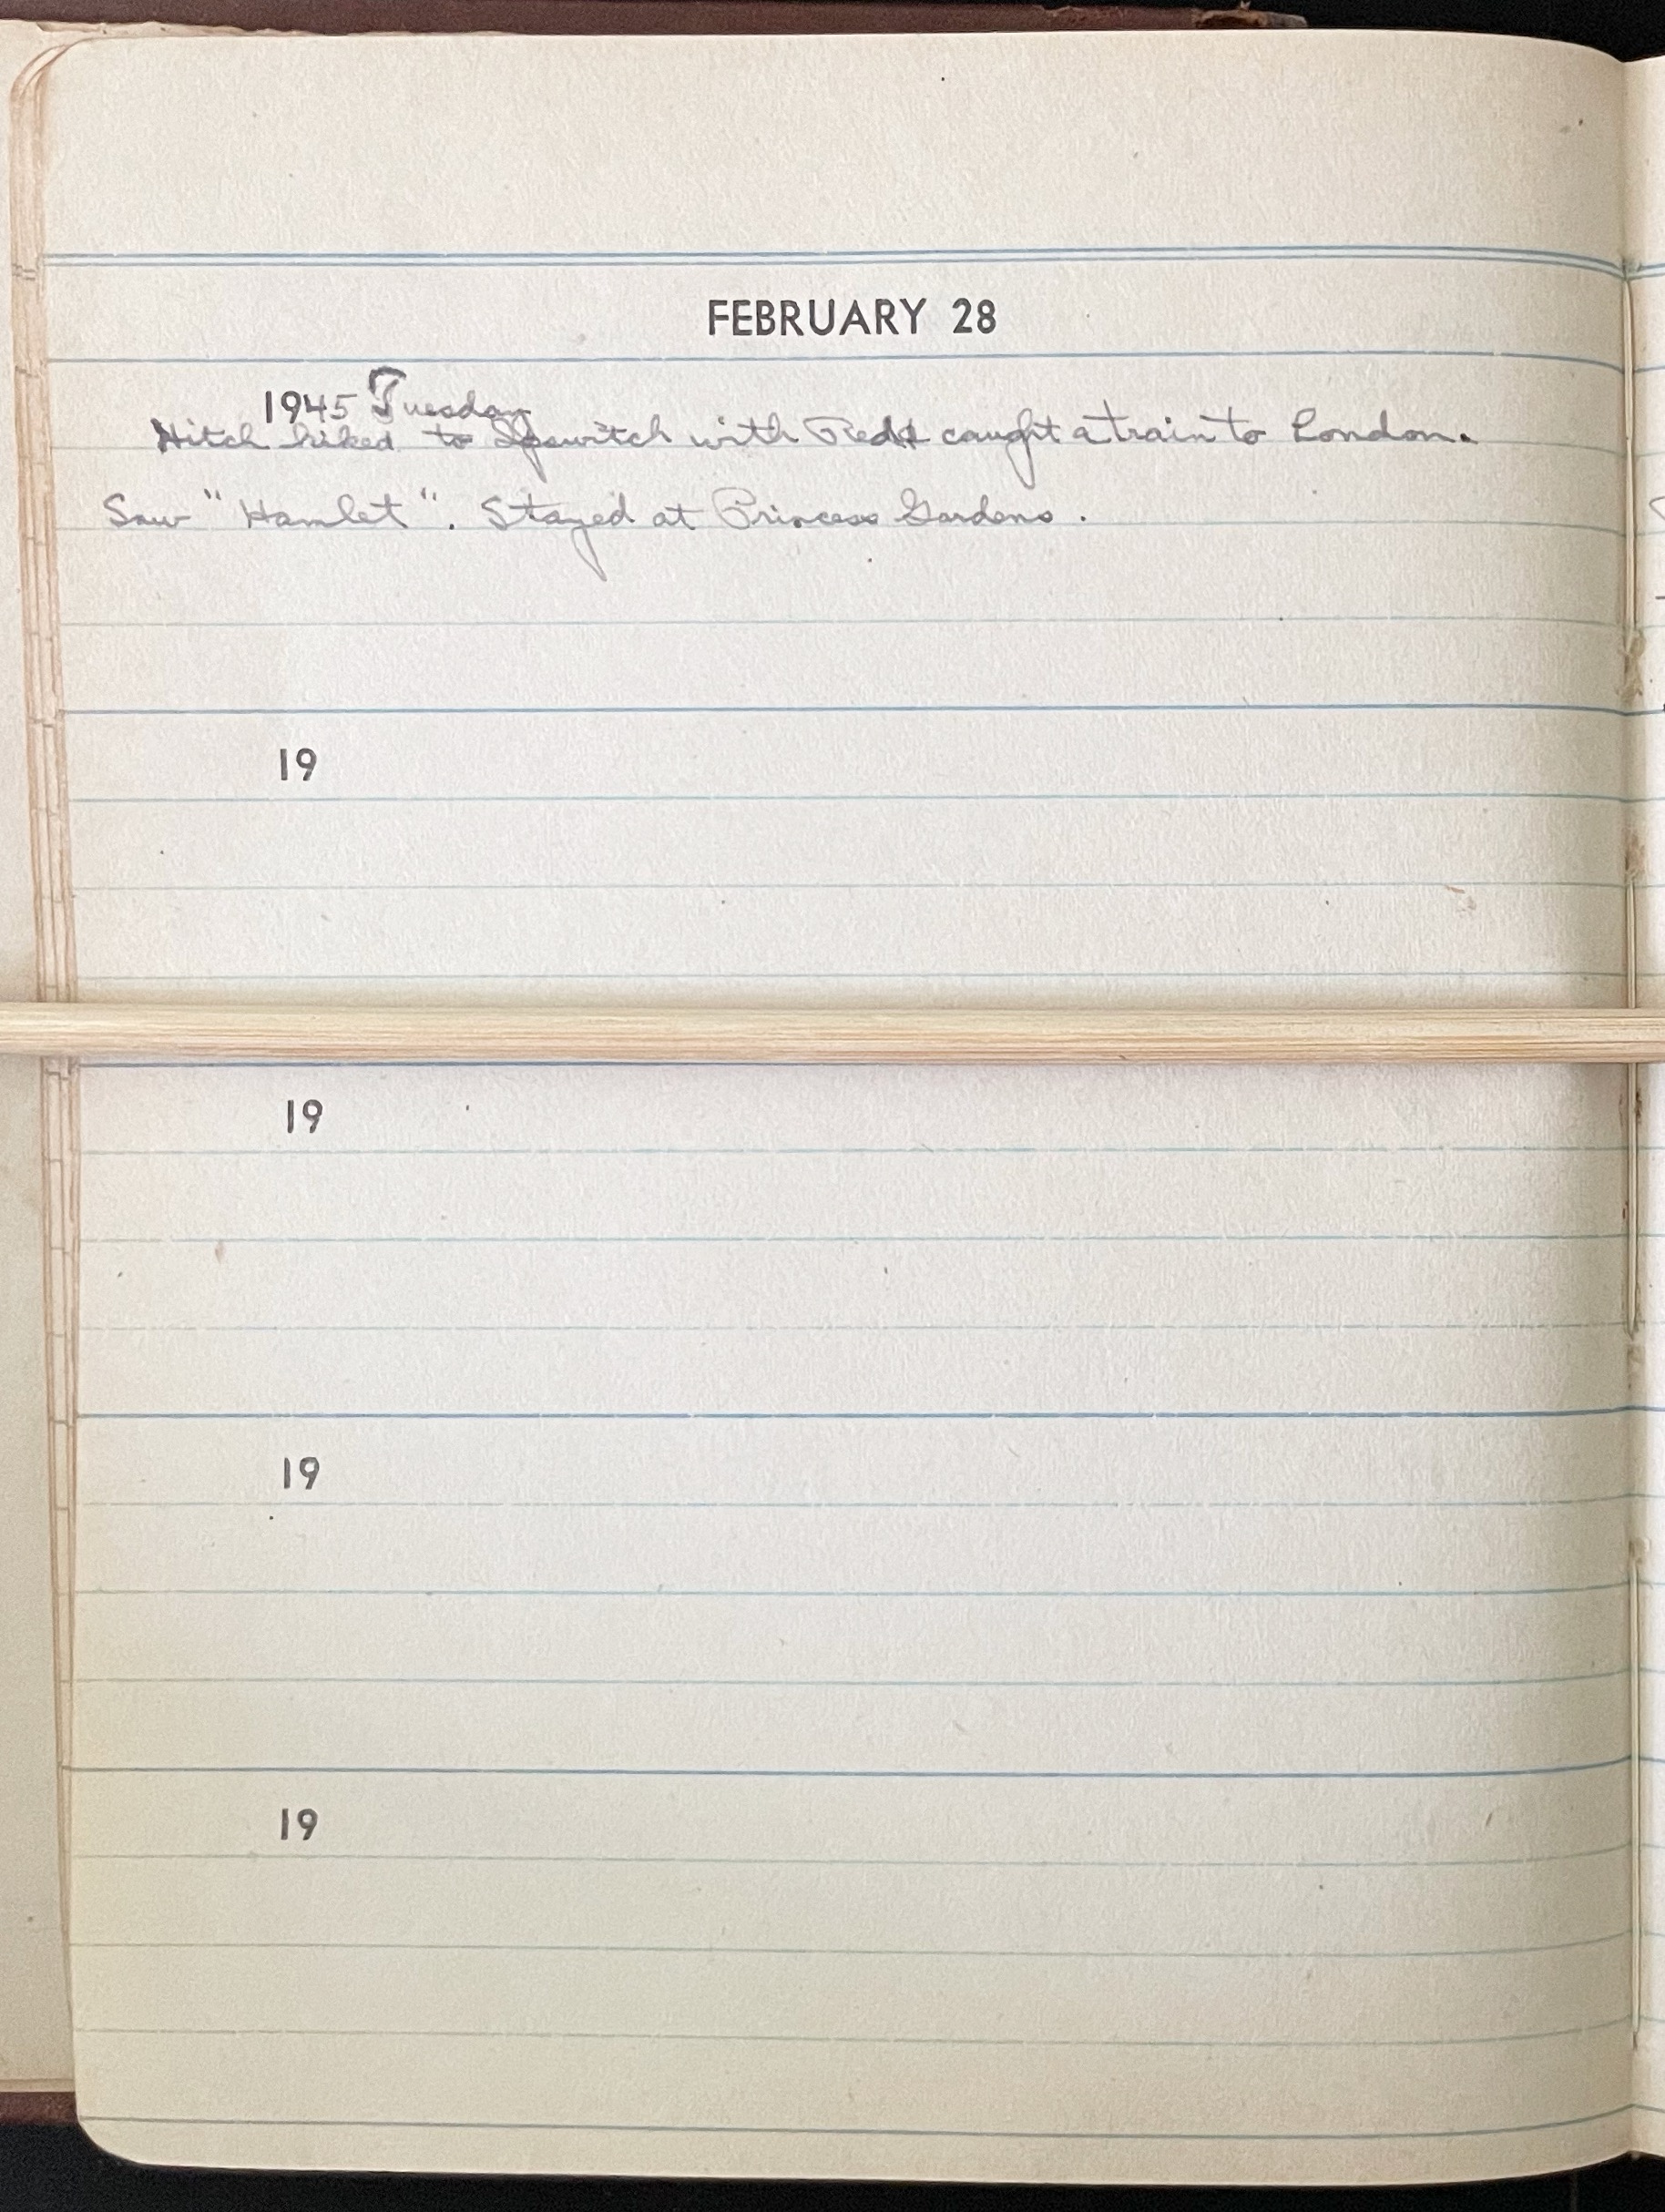 FEBRUARY 28
1945 Tuesday
Hitch hiked to Ipswitch with Red & caught a train to London.
Saw "Hamlet". Stayed at Princess Gardens.
19
19
19
19